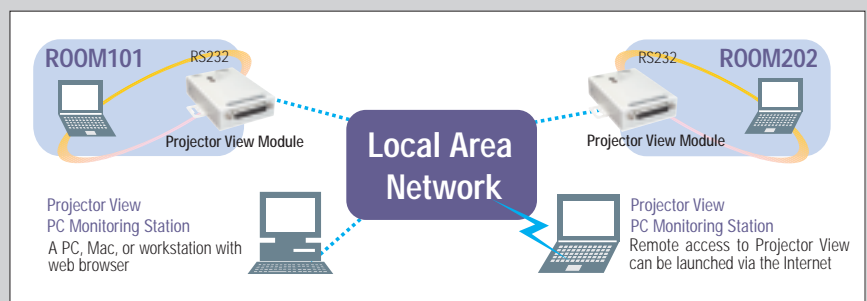 ROOM101
RS232
Projector View Module
RS232
ROOM202
Projector View Module
Local Area
Network
Projector View
PC Monitoring Station
A PC, Mac, or workstation with
web browser
Projector View
PC Monitoring Station
Remote access to Projector View
can be launched via the Internet